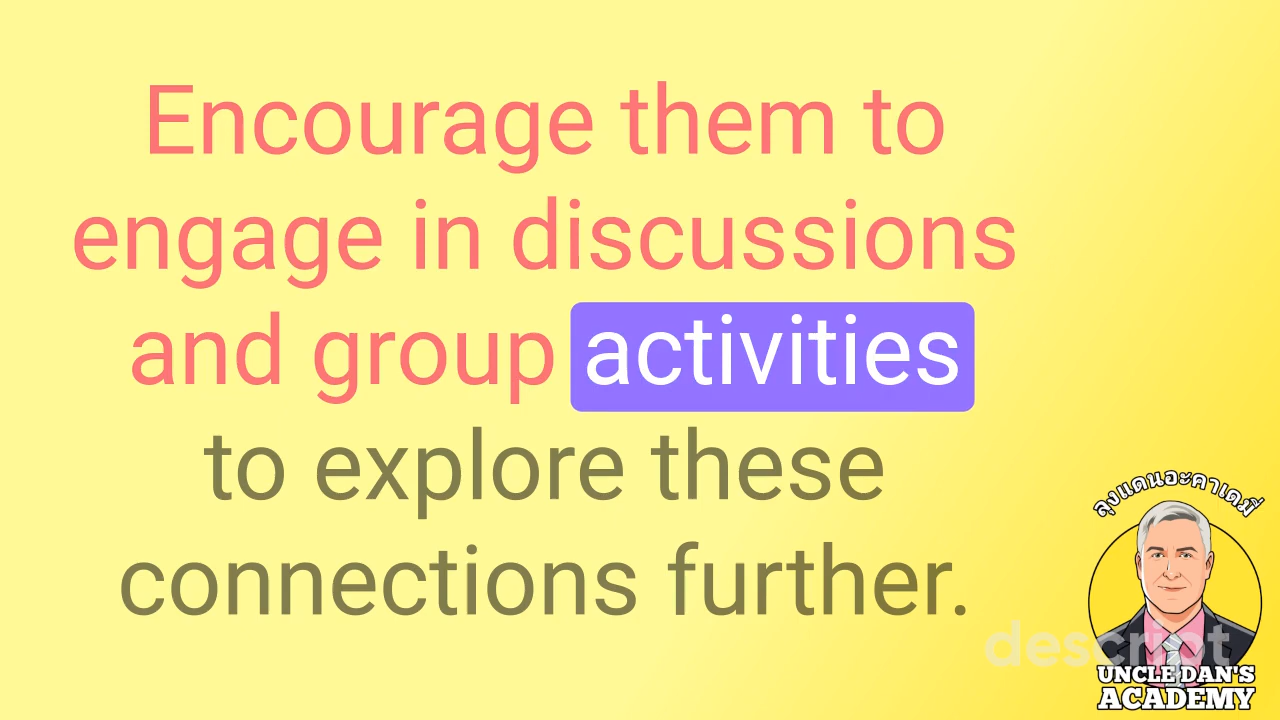 Encourage them to
engage in discussions
and group activities
to explore these
connections further.
ลุงแดนอะคาเดมี่
descript
UNCLE DAN'S
ACADEMY